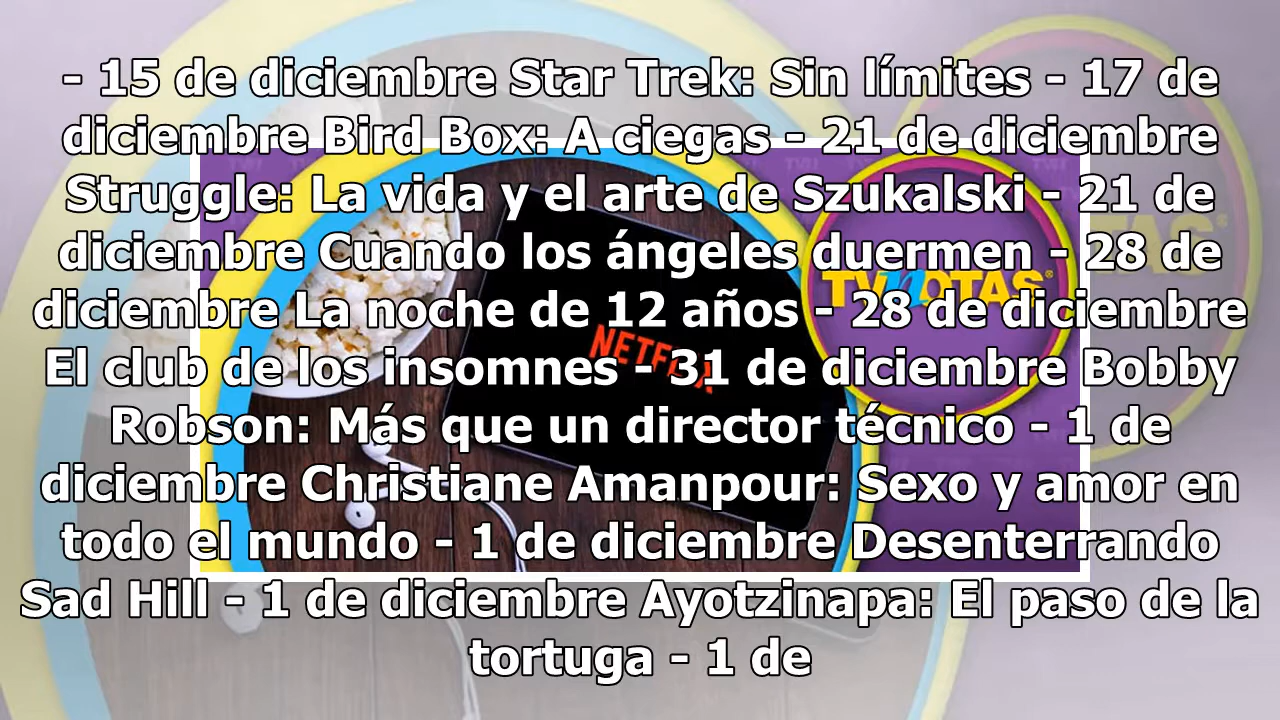 - 15 de diciembre Star Trek: Sin límites - 17 de
diciembre Bird Box: A ciegas - 21 de diciembre
Struggle: La vida y el arte de Szukalski - 21 de
diciembre Cuando los ángeles duermen - 28 de
diciembre La noche de 12 años - 28 de diciembre
El club de los insomnes - 31 de diciembre Bobby
Robson: Más que un director técnico - 1 de
diciembre Christiane Amanpour: Sexo y amor en
todo el mundo - 1 de diciembre Desenterrando
Sad Hill - 1 de diciembre Ayotzinapa: El paso de la
tortuga - 1 de
TVNOTAS
NETFLIX